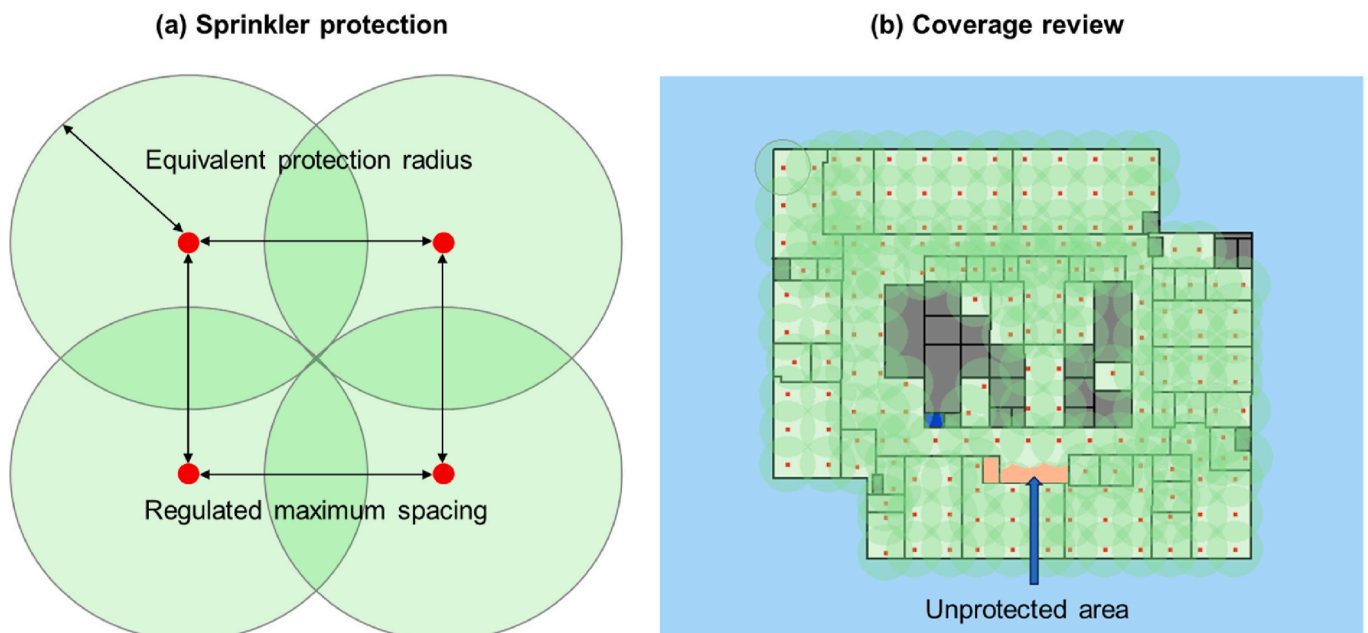 (a) Sprinkler protection
(b) Coverage review
Equivalent protection radius
Regulated maximum spacing
Unprotected area